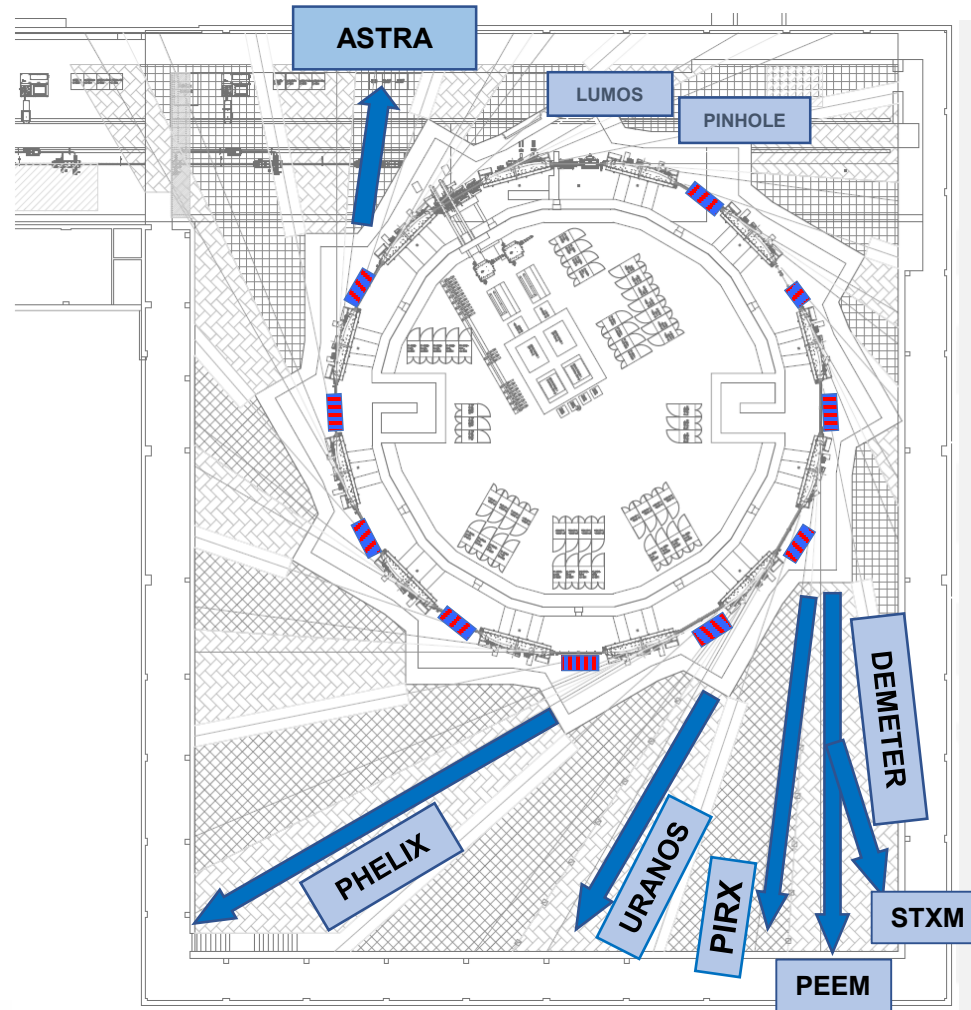 ASTRA
LUMOS
PINHOLE
DEMETER
PHELIX
URANOS
PIRX
STXM
PEEM